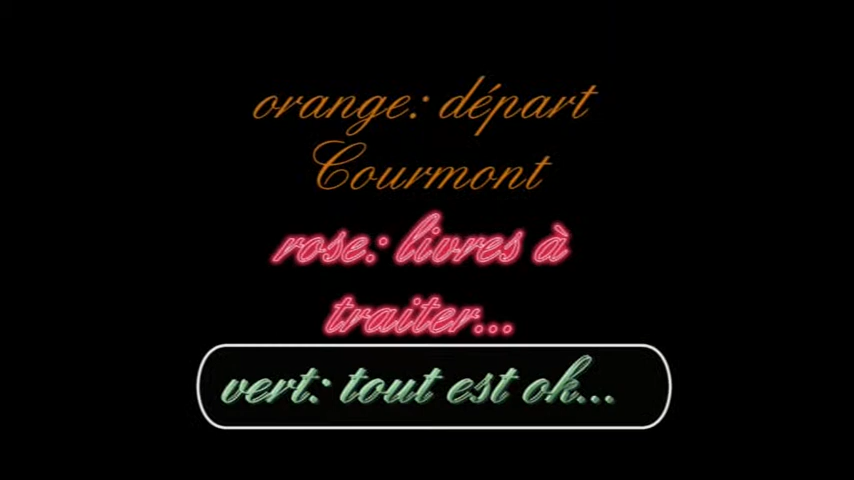 orange: départ
Courmont
rose: livres à
traiter...
vert: tout est ok...